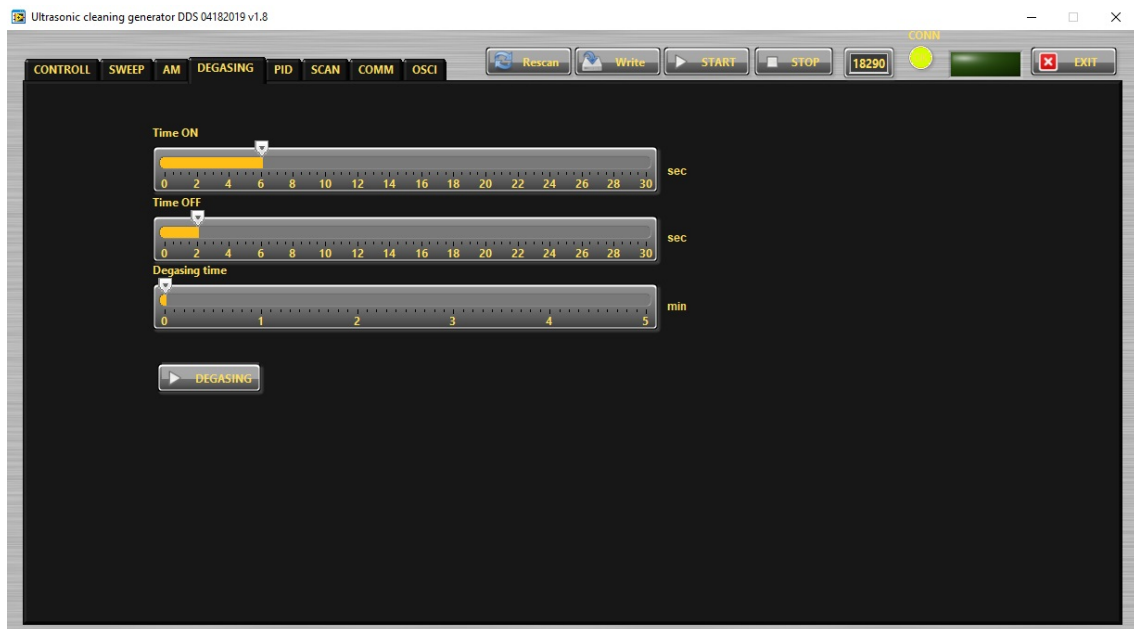 Ultrasonic cleaning generator DDS 04182019 v1.8
CONN
CONTROLL SWEEP AM DEGASING PID SCAN COMM OSCI Rescan Write START STOP 18290 EXIT
Time ON
0 2 4 6 8 10 12 14 16 18 20 22 24 26 28 30 sec
Time OFF
0 2 4 6 8 10 12 14 16 18 20 22 24 26 28 30 sec
Degasing time
0 1 2 3 4 5 min
DEGASING